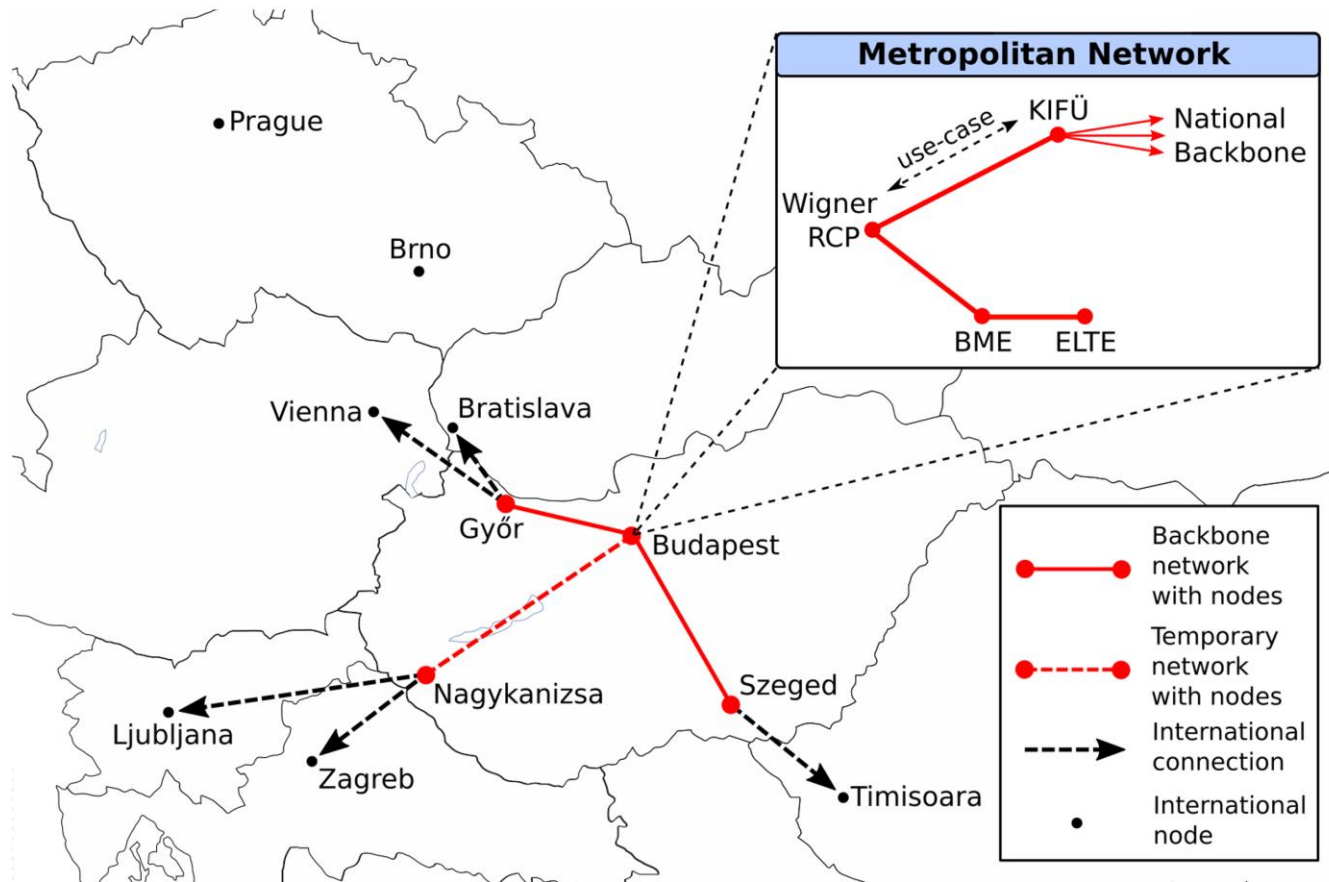 Metropolitan Network
KIFÜ
National
Backbone
use-case
Wigner
RCP
BME
ELTE
Prague
Brno
Vienna
Bratislava
Győr
Budapest
Nagykanizsa
Szeged
Ljubljana
Zagreb
Timisoara
Backbone
network
with nodes
Temporary
network
with nodes
International
connection
International
node